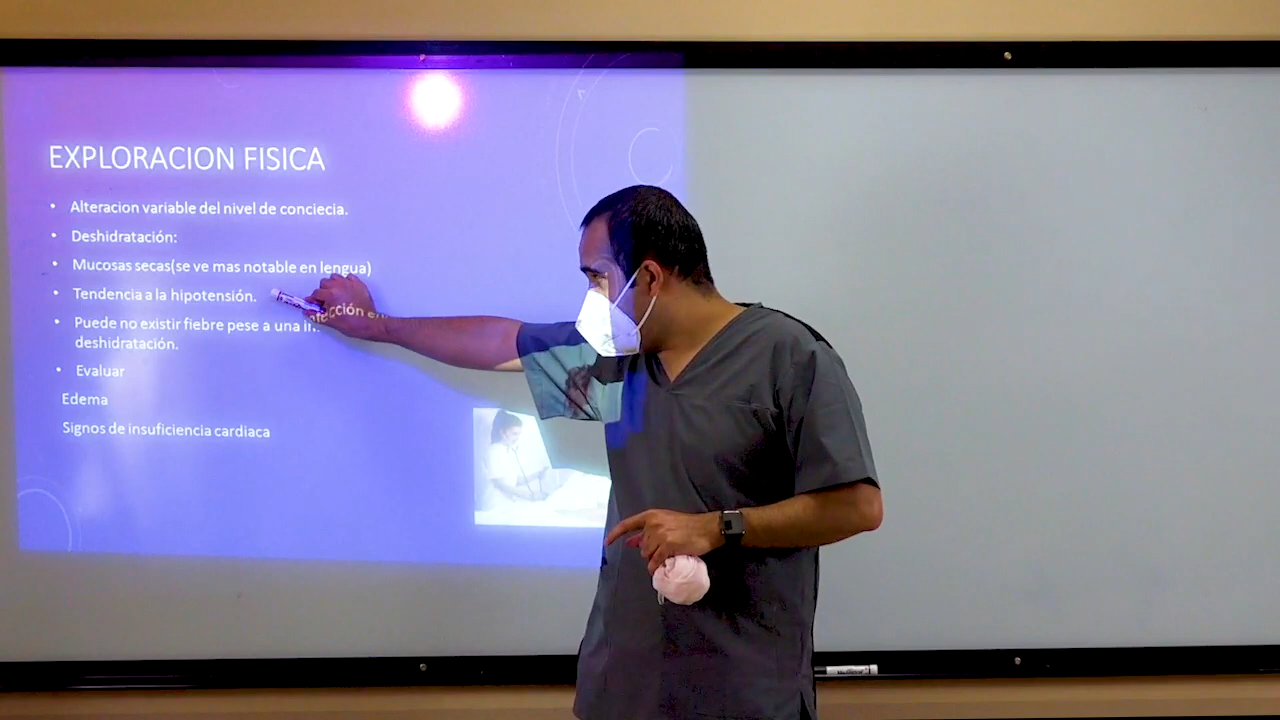 EXPLORACION FISICA
• Alteracion variable del nivel de conciecia.
• Deshidratación:
• Mucosas secas(se ve mas notable en lengua)
• Tendencia a la hipotensión.
• Puede no existir fiebre pese a una
deshidratación.
• Evaluar
Edema
Signos de insuficiencia cardiaca